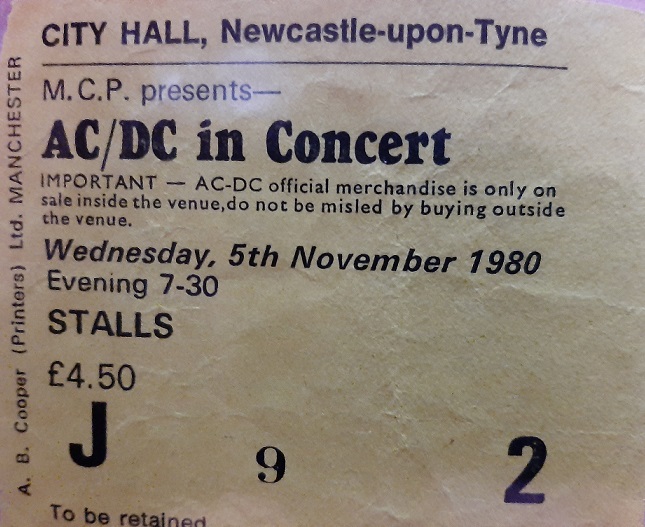 CITY HALL, Newcastle-upon-Tyne
M.C.P. presents—
AC/DC in Concert
IMPORTANT — AC-DC official merchandise is only on
sale inside the venue,do not be misled by buying outside
the venue.
Wednesday, 5th November 1980
Evening 7-30
STALLS
£4.50
J 9 2
To be retained
A. B. Cooper (Printers) Ltd. MANCHESTER